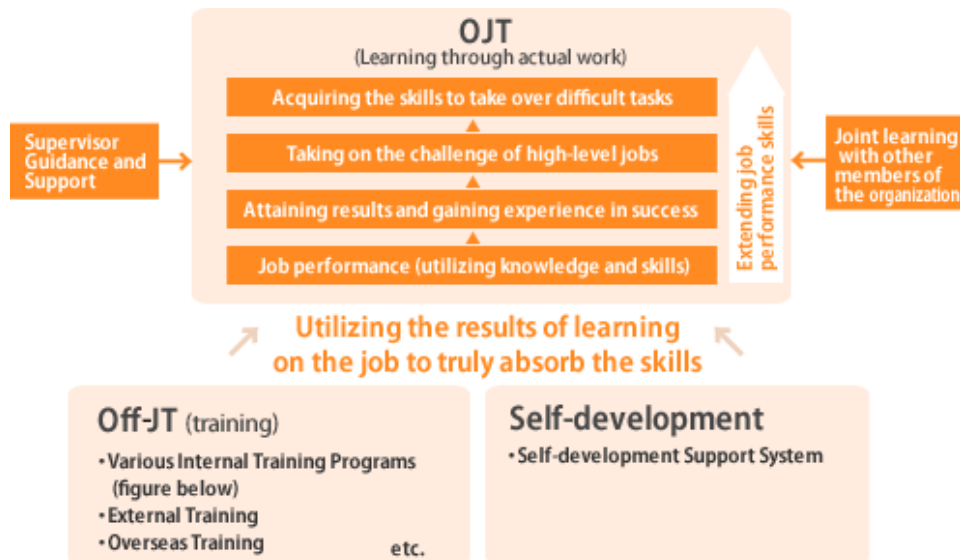 OJT
(Learning through actual work)
Acquiring the skills to take over difficult tasks
Taking on the challenge of high-level jobs
Attaining results and gaining experience in success
Job performance (utilizing knowledge and skills)
Extending job
performance skills
Supervisor
Guidance and
Support
Joint learning
with other
members of
the organization
Utilizing the results of learning
on the job to truly absorb the skills
Off-JT (training)
・Various Internal Training Programs
(figure below)
・External Training
・Overseas Training
etc.
Self-development
・Self-development Support System